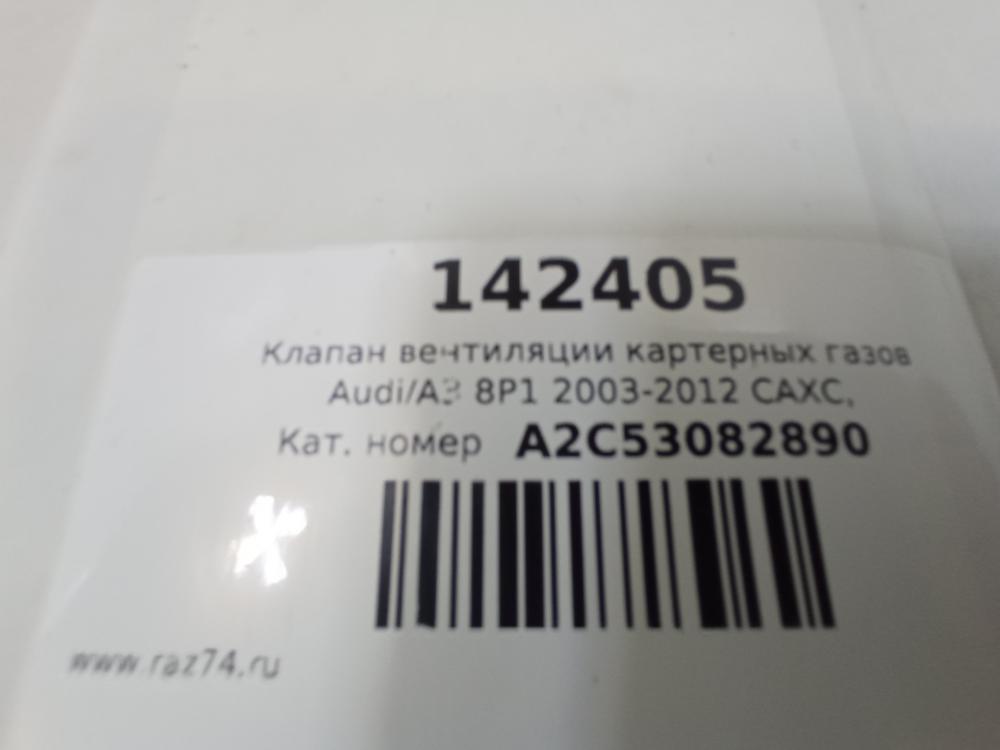 142405
Клапан вентиляции картерных газов
Audi/A3 8P1 2003-2012 CAXC,
Кат. номер A2C53082890
www.raz74.ru